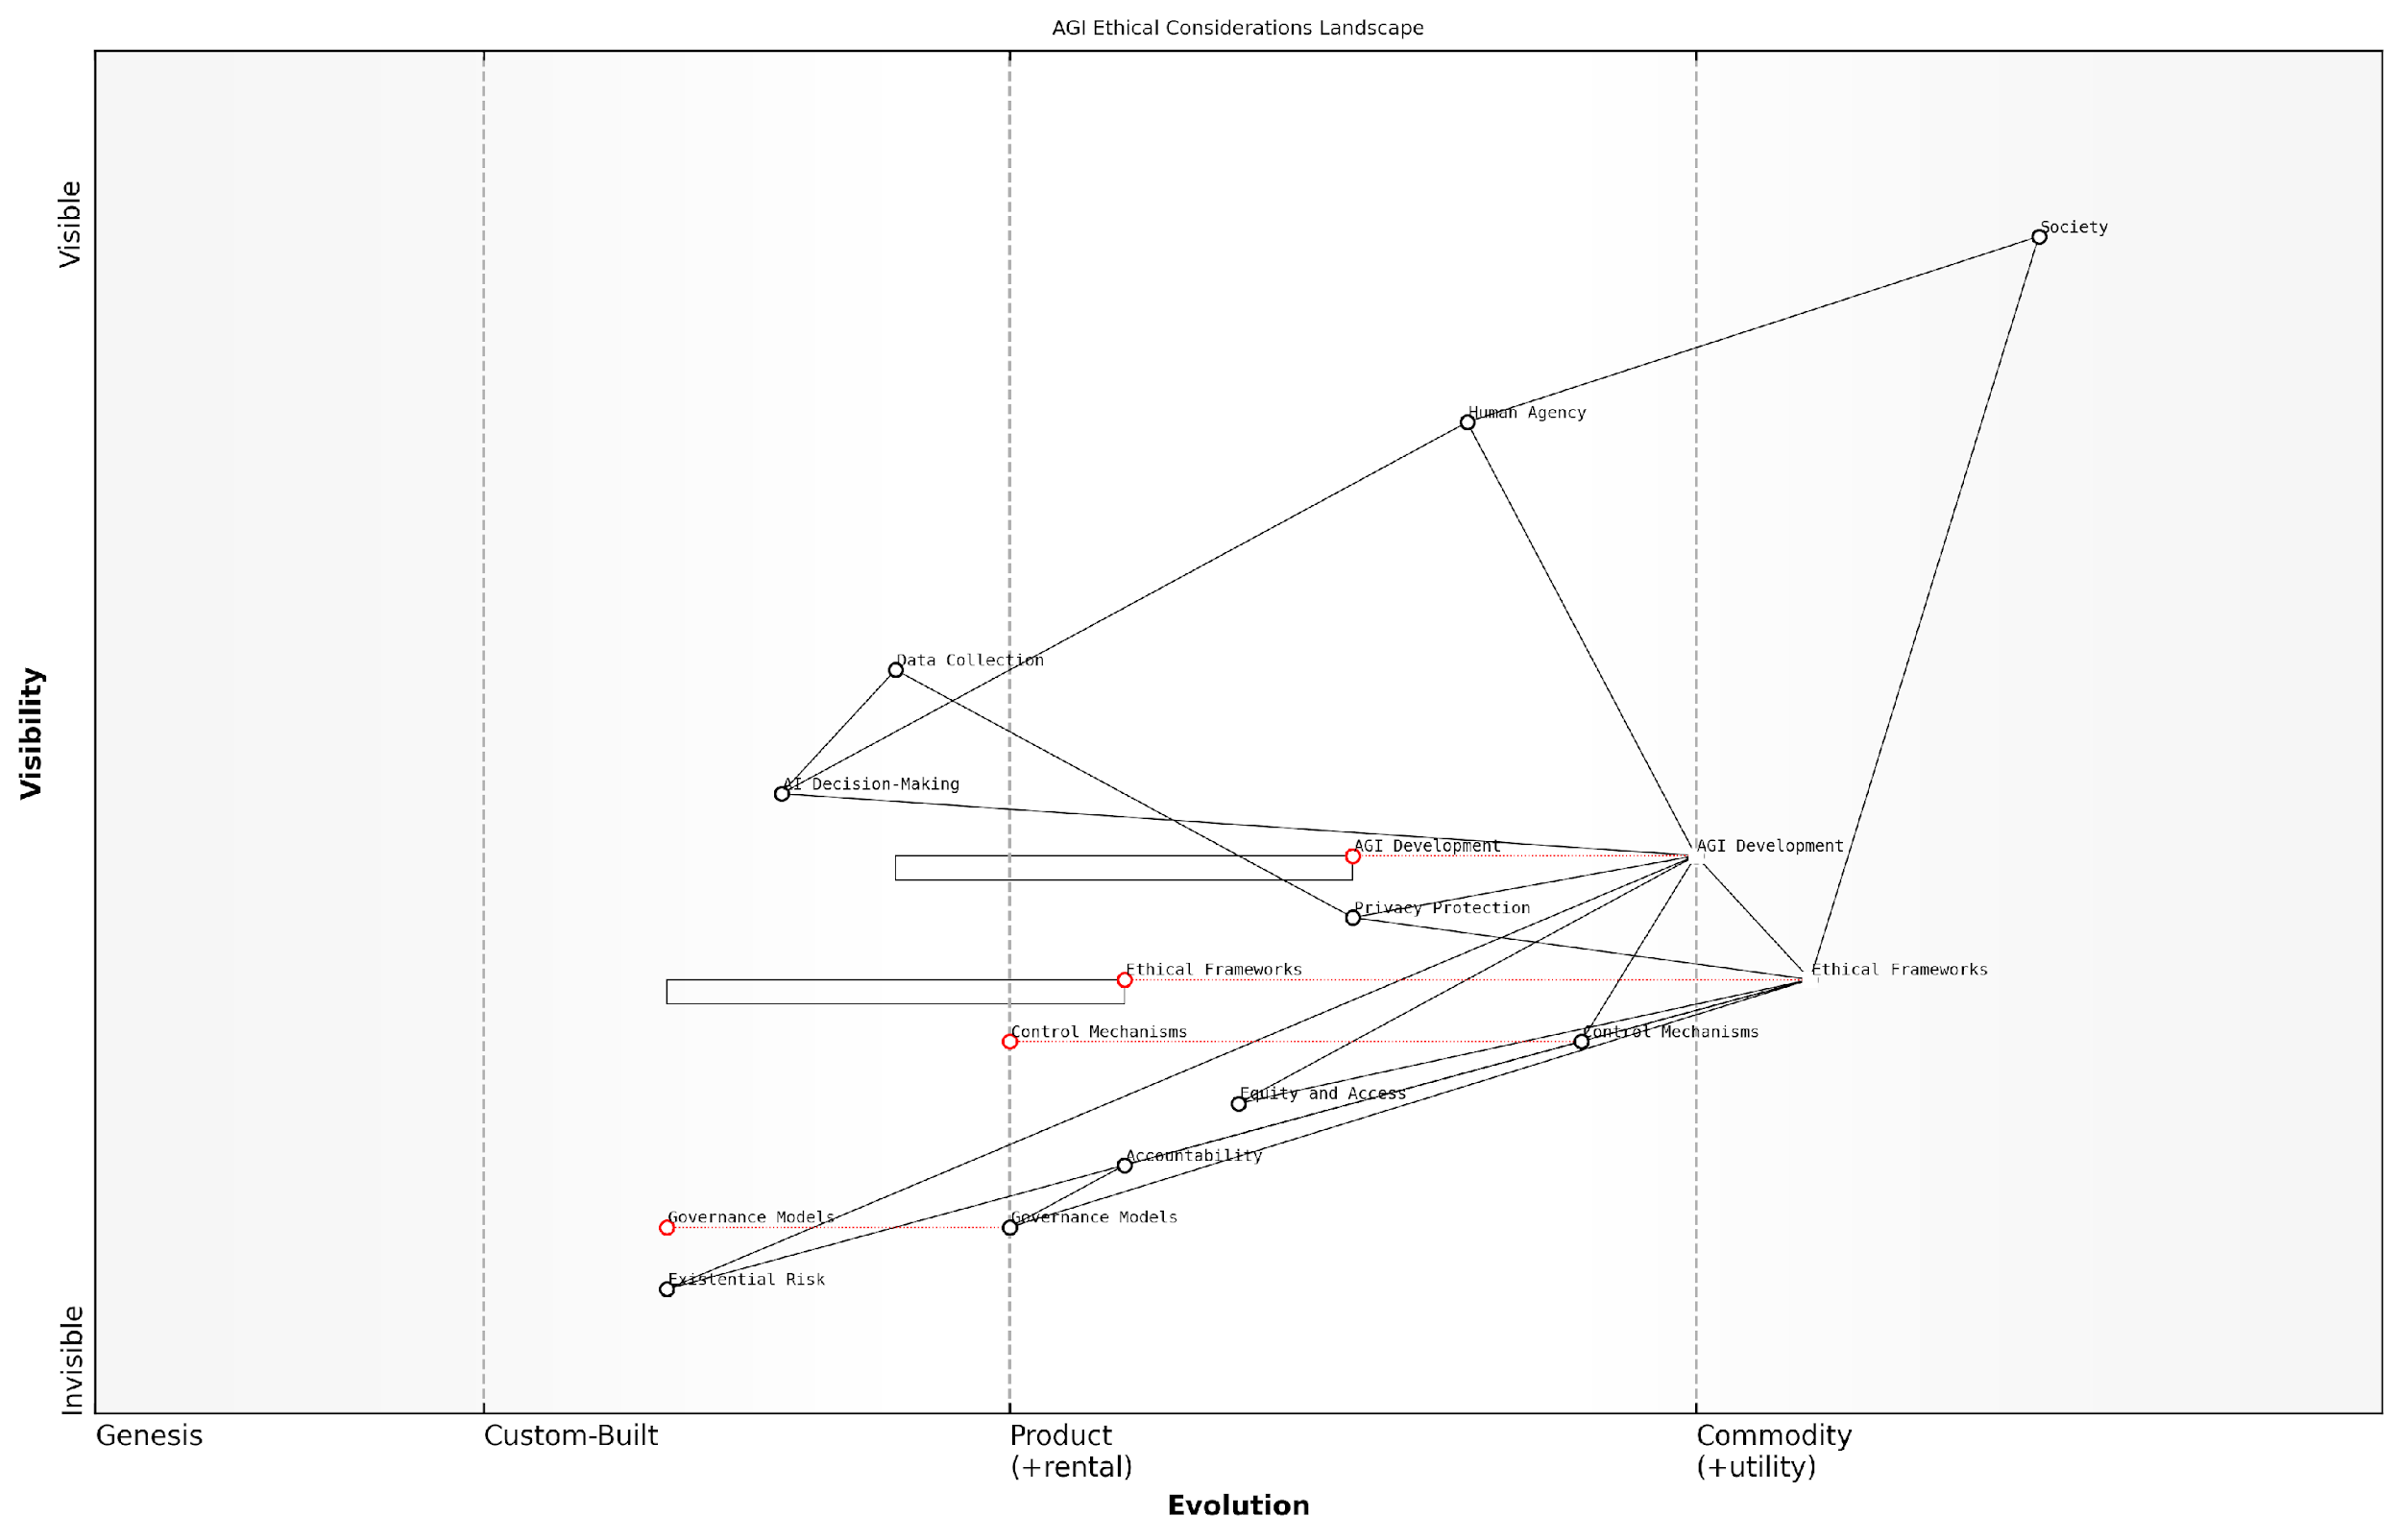 AGI Ethical Considerations Landscape
Visible
Society
Human Agency
Data Collection
Visibility
AI Decision-Making
AGI Development
AGI Development
Privacy Protection
Ethical Frameworks
Ethical Frameworks
Control Mechanisms
Control Mechanisms
Equity and Access
Accountability
Governance Models
Governance Models
Existential Risk
Invisible
Genesis
Custom-Built
Product
(+rental)
Commodity
(+utility)
Evolution